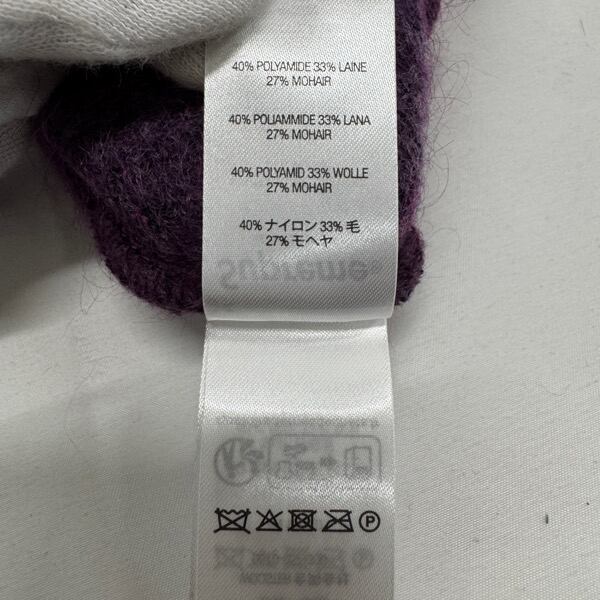 40% POLYAMIDE 33% LAINE
27% MOHAIR
40% POLIAMMIDE 33% LANA
27% MOHAIR
40% POLYAMID 33% WOLLE
27% MOHAIR
40% ナイロン 33% 毛
27% モヘヤ
Supreme®
P